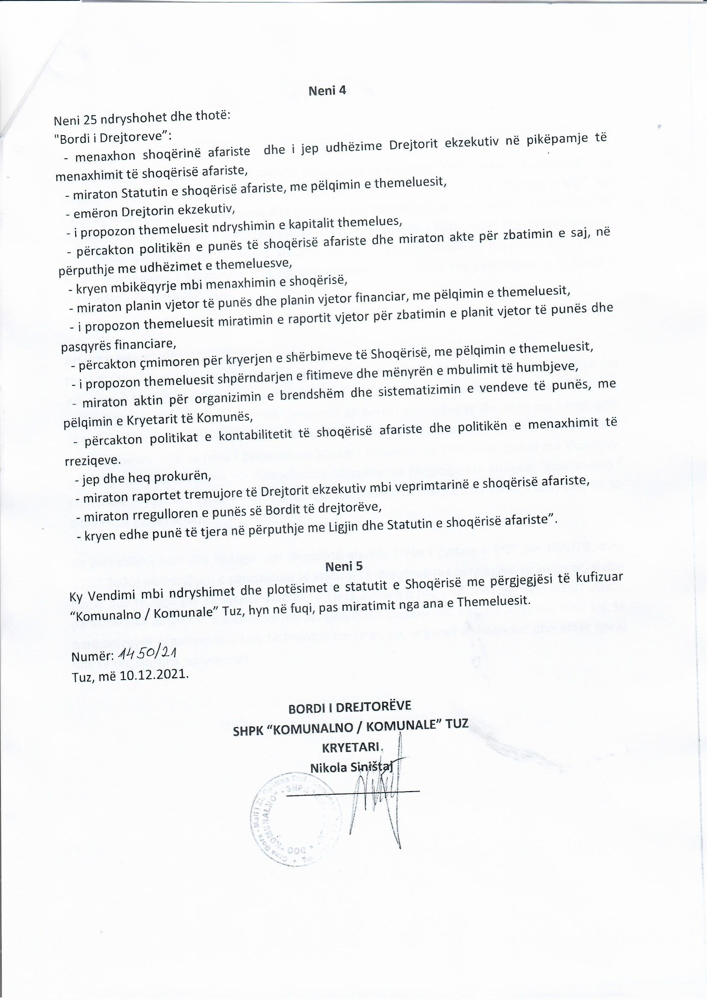 Neni 4
Neni 25 ndryshohet dhe thotë:
"Bordi i Drejtoreve”:
- menaxhon shoqërinë afariste dhe i jep udhëzime Drejtorit ekzekutiv në pikëpamje të
menaxhimit të shoqërisë afariste,
- miraton Statutin e shoqërisë afariste, me pëlqimin e themeluesit,
- emëron Drejtorin ekzekutiv,
- i propozon themeluesit ndryshimin e kapitalit themelues,
- përcakton politikën e punës të shoqërisë afariste dhe miraton akte për zbatimin e saj, në
përputhje me udhëzimet e themeluesve,
- kryen mbikëqyrje mbi menaxhimin e shoqërisë,
- miraton planin vjetor të punës dhe planin vjetor financiar, me pëlqimin e themeluesit,
- i propozon themeluesit miratimin e raportit vjetor për zbatimin e planit vjetor të punës dhe
pasqyrës financiare,
- përcakton çmimoren për kryerjen e shërbimeve të Shoqërisë, me pëlqimin e themeluesit,
- i propozon themeluesit shpërndarjen e fitimeve dhe mënyrën e mbulimit të humbjeve,
- miraton aktin për organizimin e brendshëm dhe sistematizimin e vendeve të punës, me
pëlqimin e Kryetarit të Komunës,
- përcakton politikat e kontabilitetit të shoqërisë afariste dhe politikën e menaxhimit të
rreziqeve.
- jep dhe heq prokurën,
- miraton raportet tremujore të Drejtorit ekzekutiv mbi veprimtarinë e shoqërisë afariste,
- miraton rregulloren e punës së Bordit të drejtorëve,
- kryen edhe punë të tjera në përputhje me Ligjin dhe Statutin e shoqërisë afariste”.
Neni 5
Ky Vendimi mbi ndryshimet dhe plotësimet e statutit e Shoqërisë me përgjegjësi të kufizuar
“Komunalno / Komunale” Tuz, hyn në fuqi, pas miratimit nga ana e Themeluesit.
Numër: 1450/21
Tuz, më 10.12.2021.
BORDI I DREJTORËVE
SHPK “KOMUNALNO / KOMUNALE” TUZ
KRYETARI.
Nikola Siništaj
Crna Gora - Mali i Zi, Opština Tuzi
DOO "KOMUNALNO" - SHPK